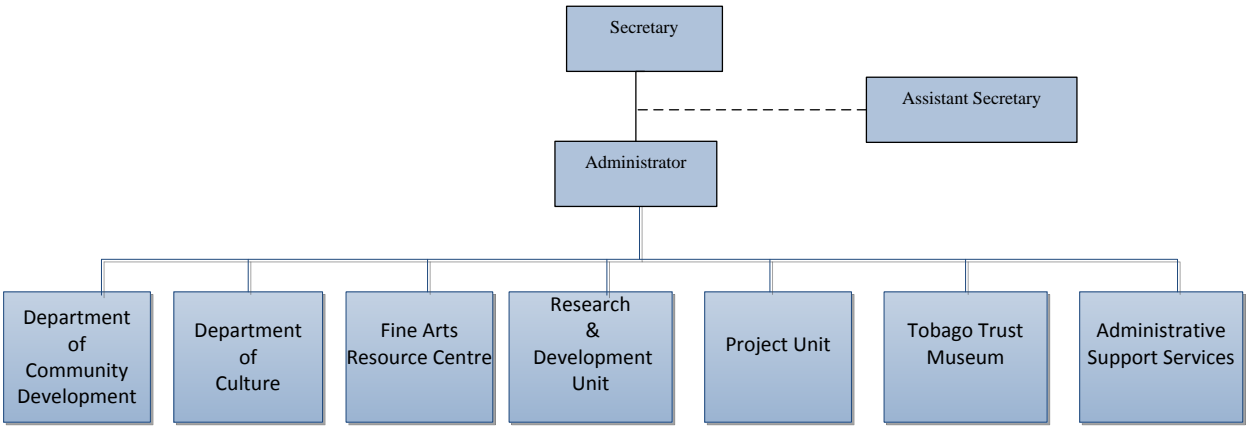 Secretary
Assistant Secretary
Administrator
Department
of
Community
Development
Department
of
Culture
Fine Arts
Resource Centre
Research
&
Development
Unit
Project Unit
Tobago Trust
Museum
Administrative
Support Services